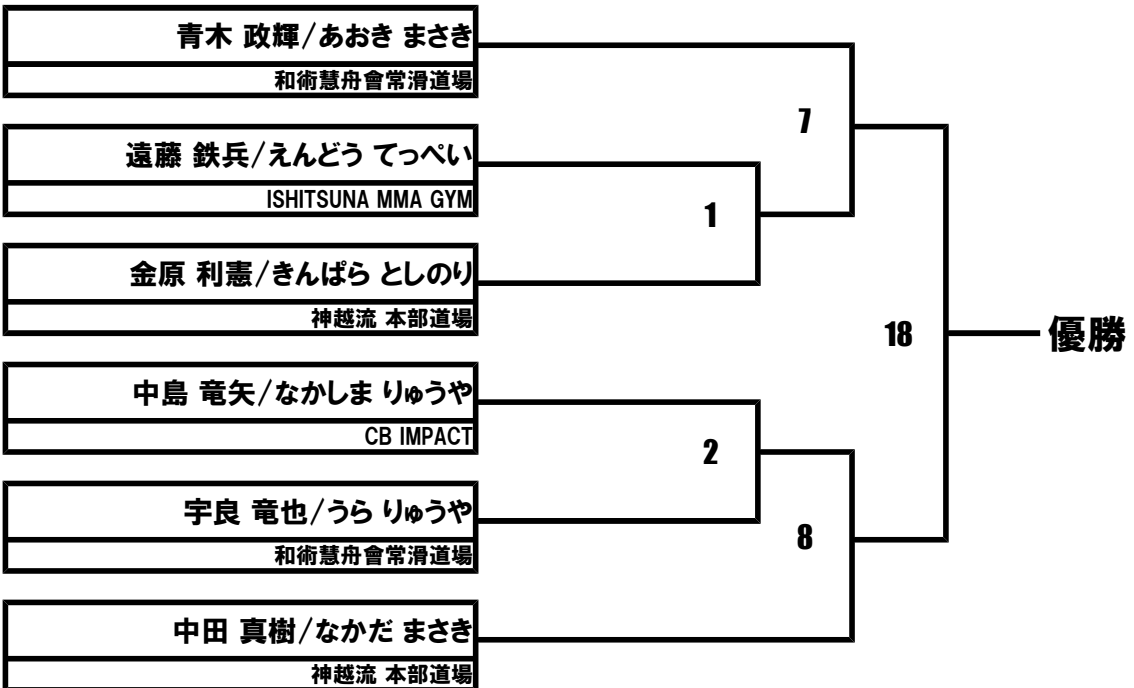 青木 政輝/あおき まさき
和術慧舟會常滑道場
7
遠藤 鉄兵/えんどう てっぺい
ISHITSUNA MMA GYM
1
金原 利憲/きんぱら としのり
神越流 本部道場
18
優勝
中島 竜矢/なかしま りゅうや
CB IMPACT
2
宇良 竜也/うら りゅうや
和術慧舟會常滑道場
8
中田 真樹/なかだ まさき
神越流 本部道場